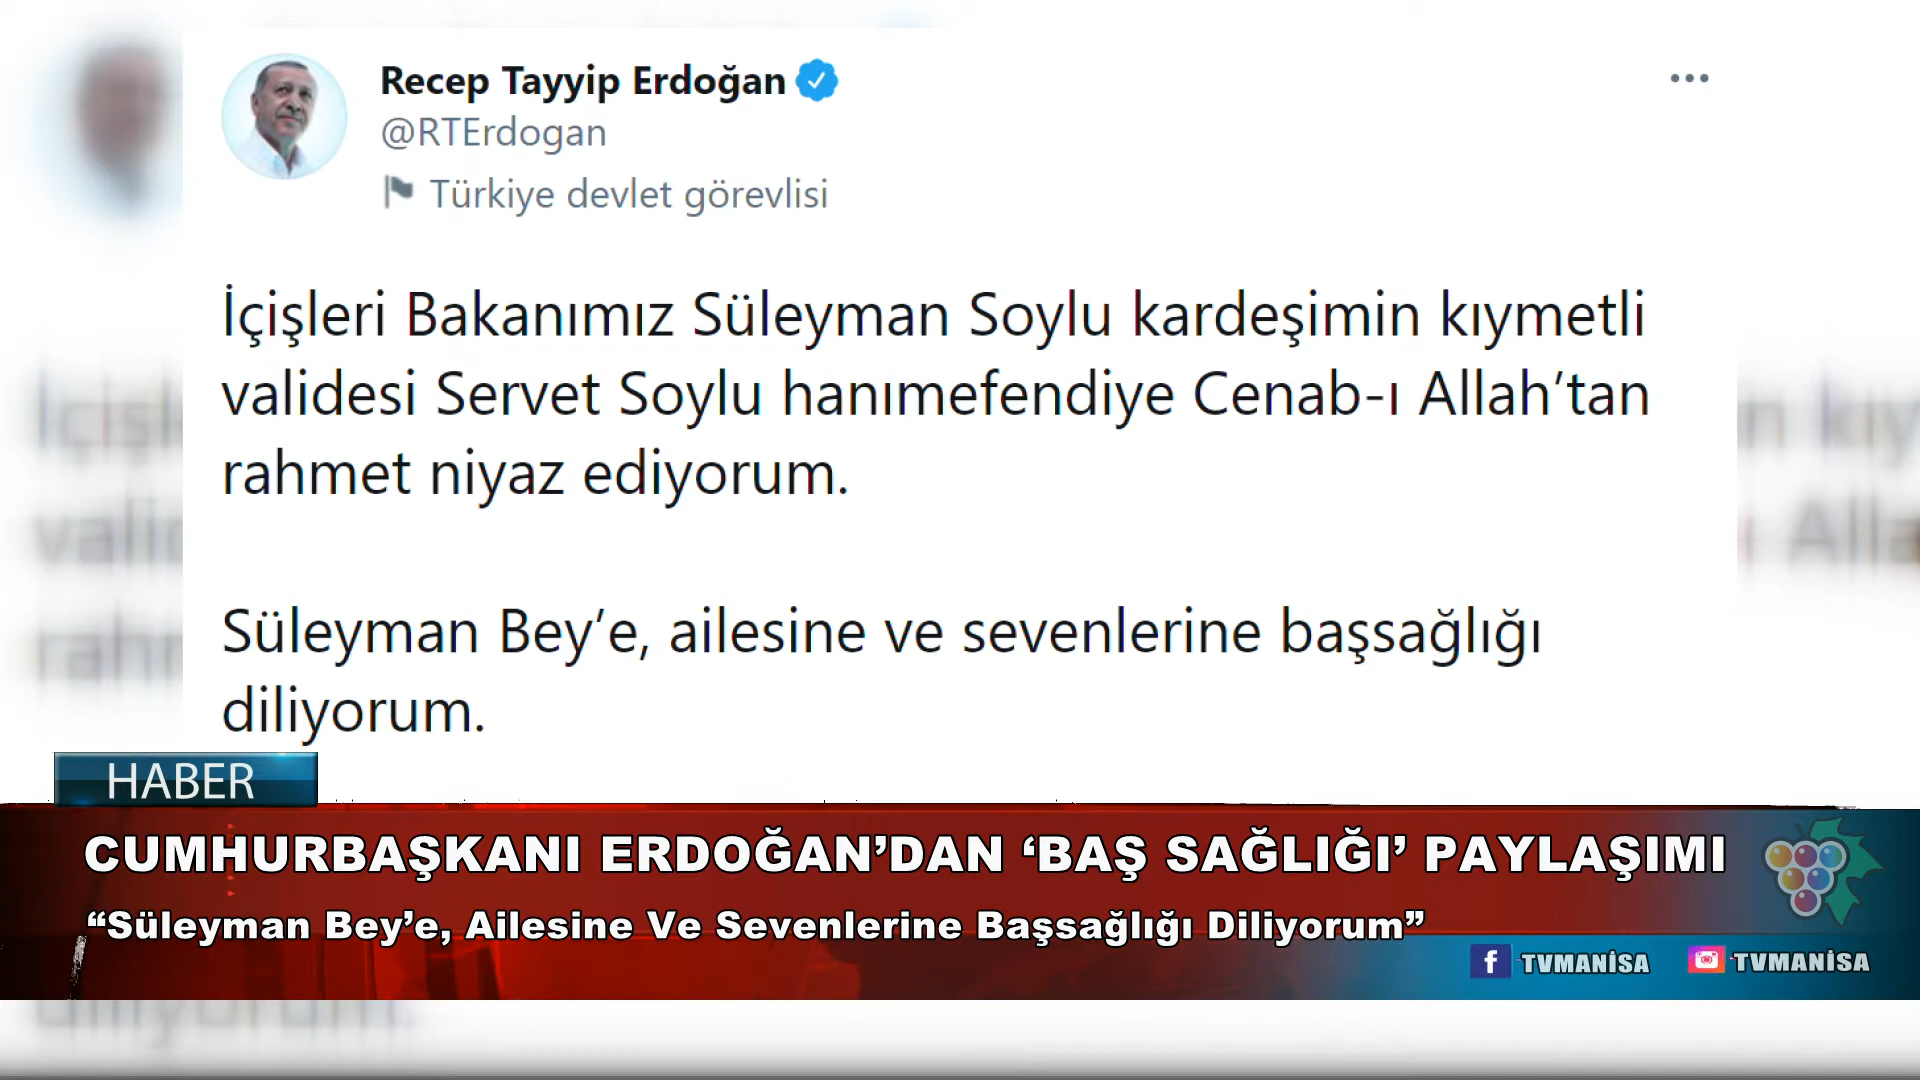 Recep Tayyip Erdoğan
@RTErdogan
Türkiye devlet görevlisi
İçişleri Bakanımız Süleyman Soylu kardeşimin kıymetli
validesi Servet Soylu hanımefendiye Cenab-ı Allah’tan
rahmet niyaz ediyorum.
Süleyman Bey’e, ailesine ve sevenlerine başsağlığı
diliyorum.
HABER
CUMHURBAŞKANI ERDOĞAN’DAN ‘BAŞ SAĞLIĞI’ PAYLAŞIMI
“Süleyman Bey’e, Ailesine Ve Sevenlerine Başsağlığı Diliyorum”
TVMANİSA
TVMANİSA